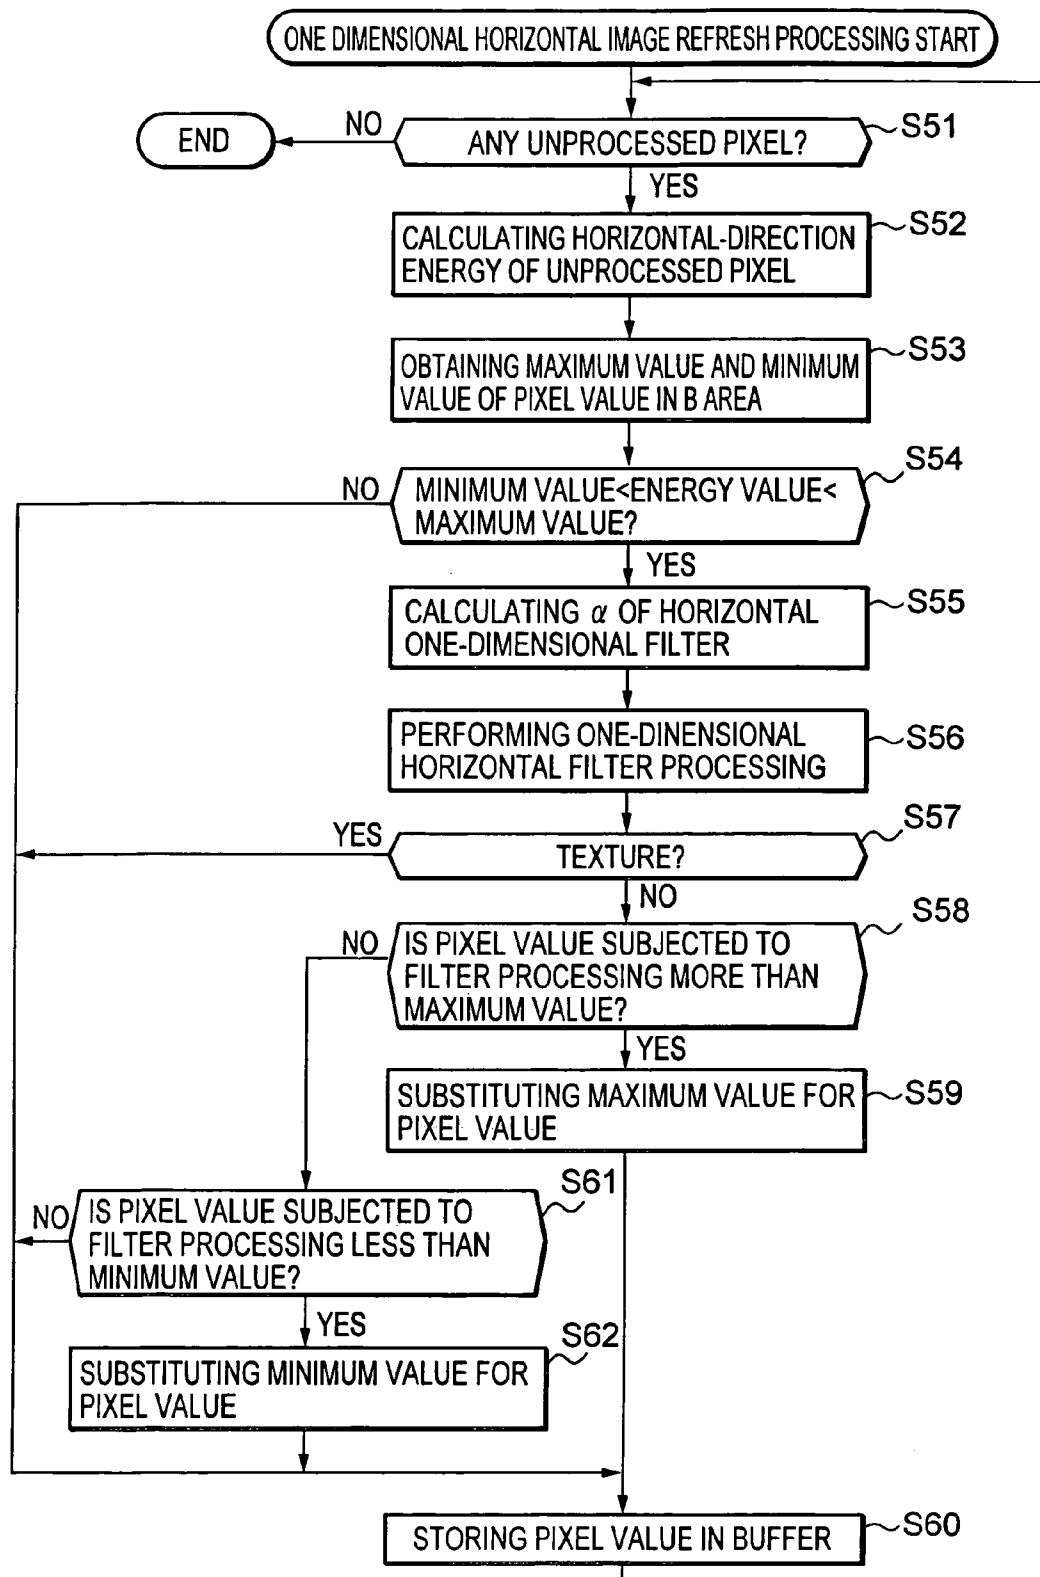 ONE DIMENSIONAL HORIZONTAL IMAGE REFRESH PROCESSING START
S51
NO
END
ANY UNPROCESSED PIXEL?
YES
S52
CALCULATING HORIZONTAL-DIRECTION
ENERGY OF UNPROCESSED PIXEL
S53
OBTAINING MAXIMUM VALUE AND MINIMUM
VALUE OF PIXEL VALUE IN B AREA
S54
NO
MINIMUM VALUE<ENERGY VALUE<
MAXIMUM VALUE?
YES
S55
CALCULATING α OF HORIZONTAL
ONE-DIMENSIONAL FILTER
S56
PERFORMING ONE-DINENSIONAL
HORIZONTAL FILTER PROCESSING
S57
YES
TEXTURE?
NO
S58
NO
IS PIXEL VALUE SUBJECTED TO
FILTER PROCESSING MORE THAN
MAXIMUM VALUE?
YES
S59
SUBSTITUTING MAXIMUM VALUE FOR
PIXEL VALUE
S61
NO
IS PIXEL VALUE SUBJECTED TO
FILTER PROCESSING LESS THAN
MINIMUM VALUE?
YES
S62
SUBSTITUTING MINIMUM VALUE FOR
PIXEL VALUE
S60
STORING PIXEL VALUE IN BUFFER